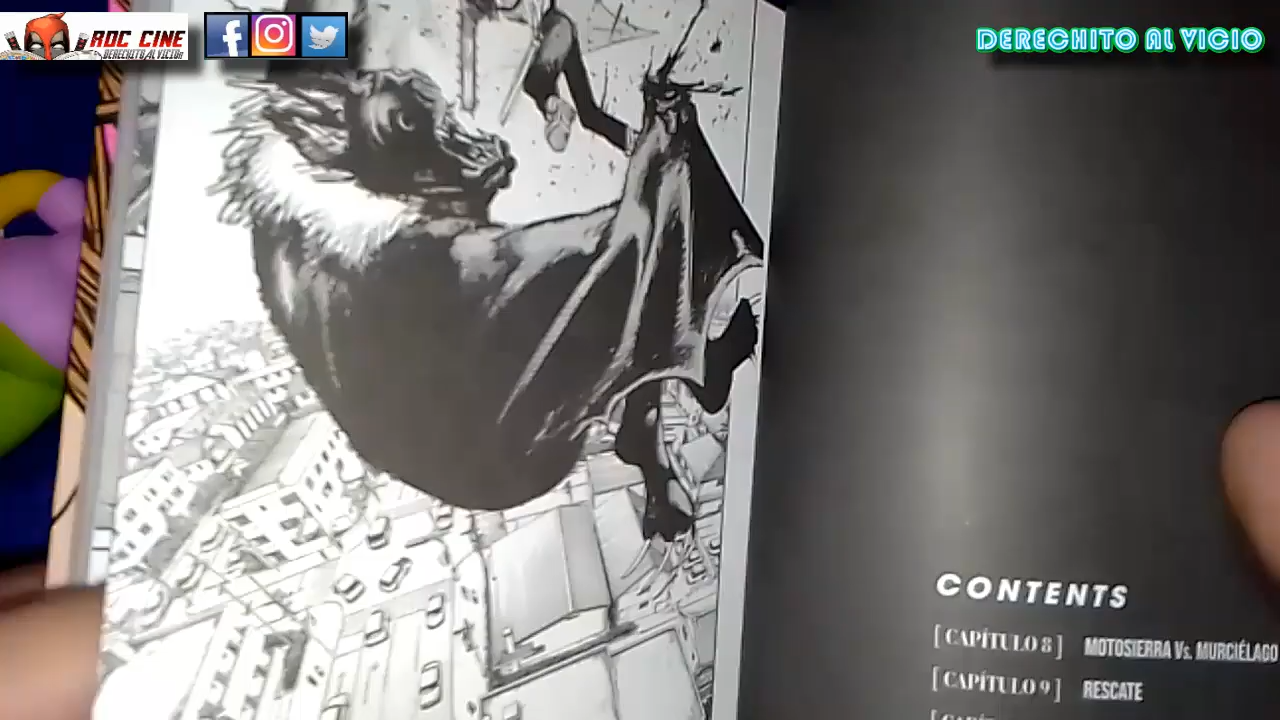 ROC CINE
DERECHITO AL VICIO
DERECHITO AL VICIO
CONTENTS
[ CAPÍTULO 8 ] MOTOSIERRA Vs. MURCIÉLAGO
[ CAPÍTULO 9 ] RESCATE